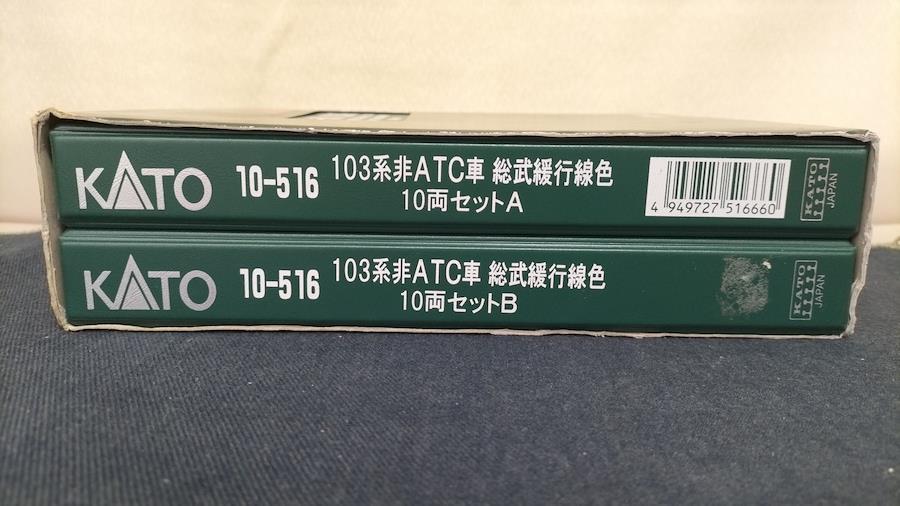 KATO 10-516 103系非ATC車 総武緩行線色
10両セットA
4 949727 516660
KATO
JAPAN
KATO 10-516 103系非ATC車 総武緩行線色
10両セットB
KATO
JAPAN